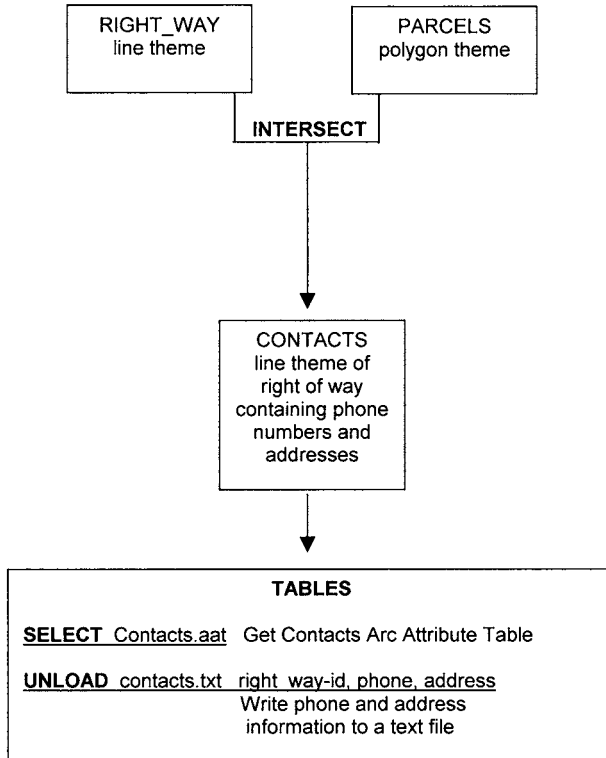 RIGHT_WAY
line theme
PARCELS
polygon theme
INTERSECT
CONTACTS
line theme of
right of way
containing phone
numbers and
addresses
TABLES
SELECT Contacts.aat Get Contacts Arc Attribute Table
UNLOAD contacts.txt right_way-id, phone, address
Write phone and address
information to a text file